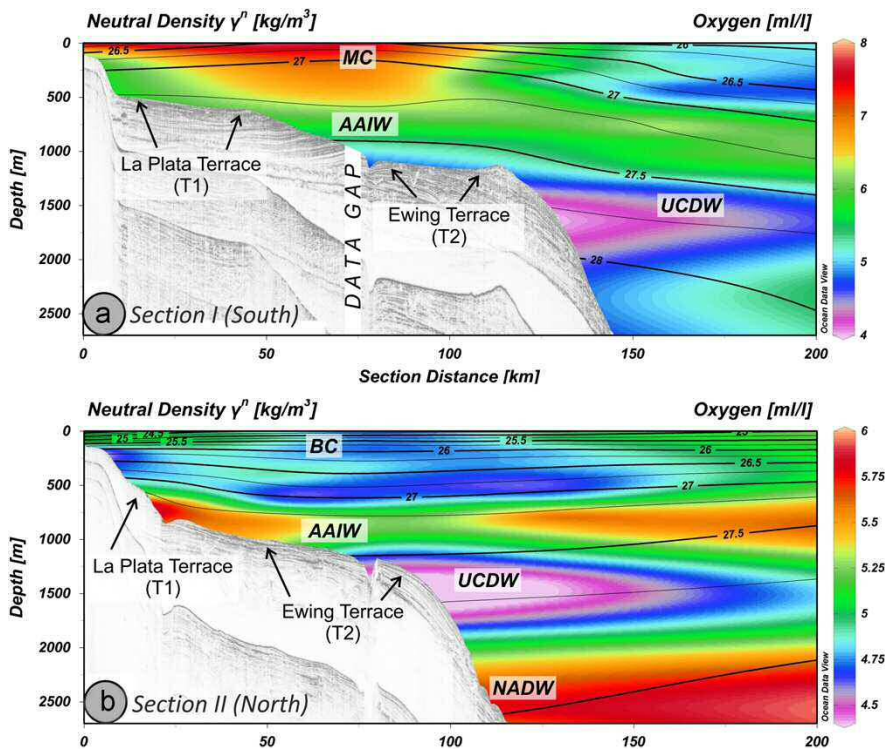 Neutral Density γⁿ [kg/m³] Oxygen [ml/l]
0
500
1000
1500
2000
2500
Depth [m]
26.5
27
MC
26
26.5
27
AAIW
La Plata Terrace
(T1)
27.5
Ewing Terrace
(T2)
UCDW
28
DATA GAP
a Section I (South)
0 50 100 150 200
Section Distance [km]
8
7
6
5
4
Ocean Data View
Neutral Density γⁿ [kg/m³] Oxygen [ml/l]
0
500
1000
1500
2000
2500
Depth [m]
25 24.5
25.5
BC
26
25.5
25
26
26.5
27
27
AAIW
27.5
La Plata Terrace
(T1)
UCDW
Ewing Terrace
(T2)
NADW
b Section II (North)
0 50 100 150 200
6
5.75
5.5
5.25
5
4.75
4.5
Ocean Data View